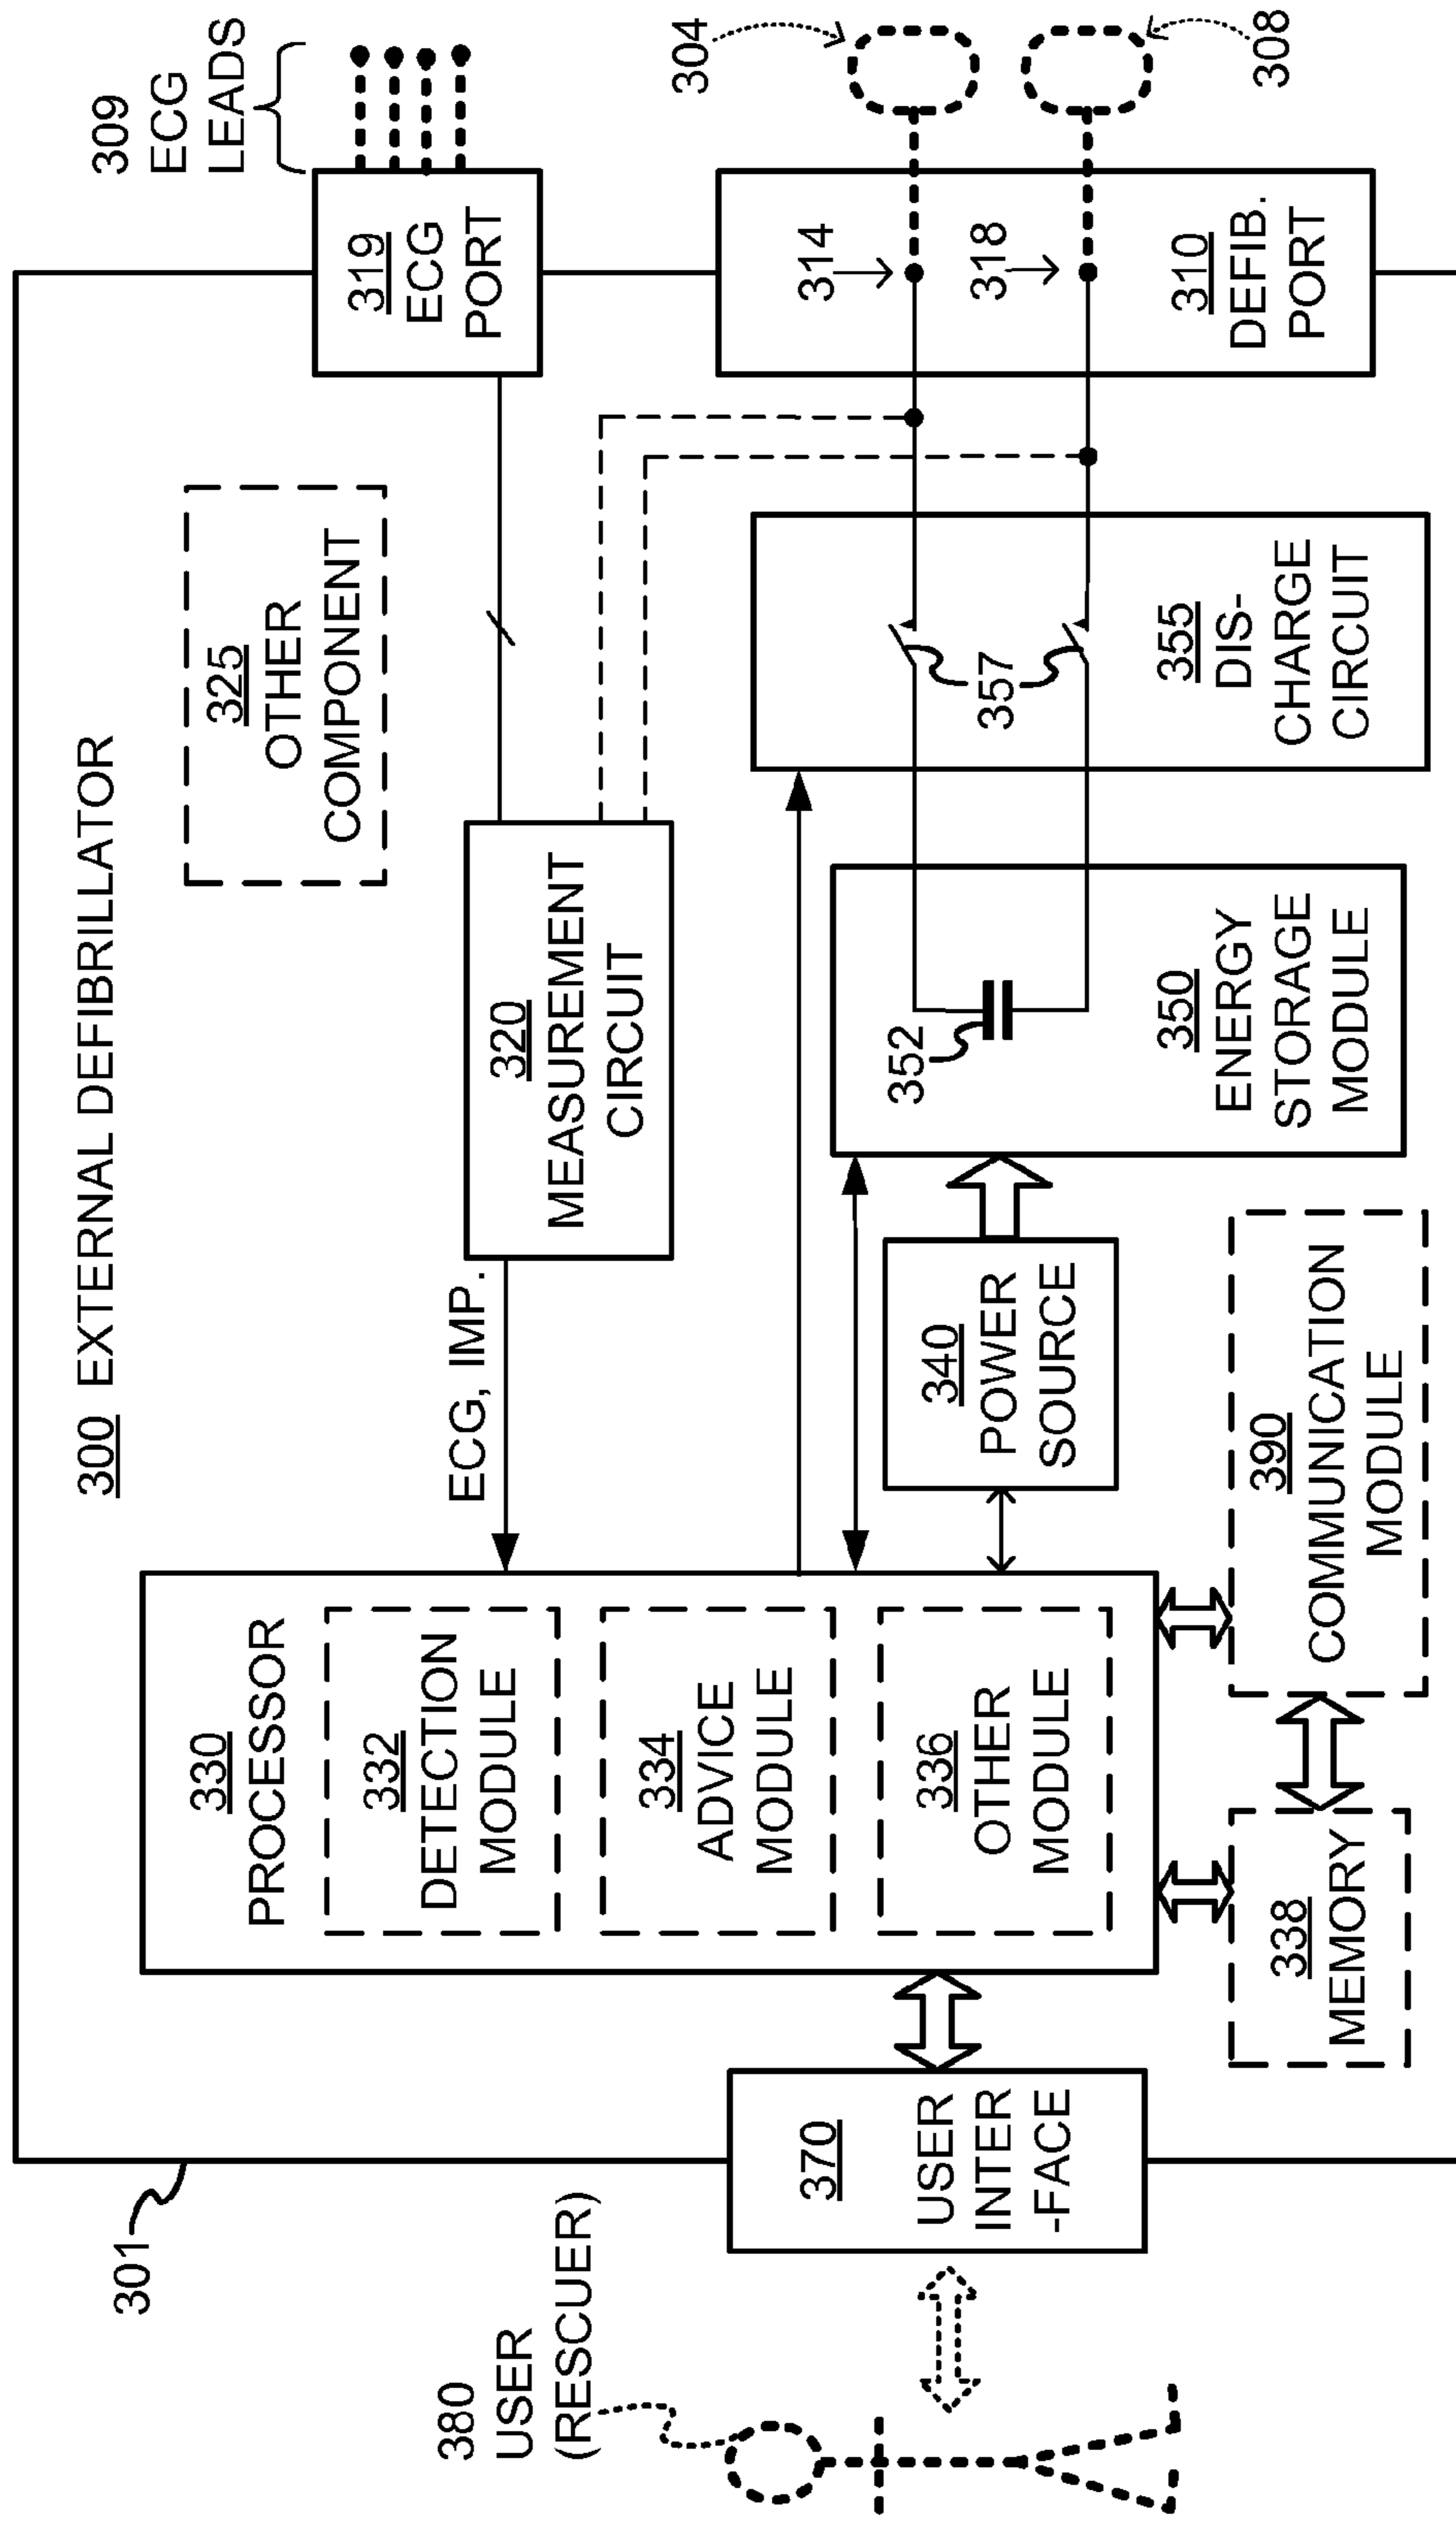 300 EXTERNAL DEFIBRILLATOR
301
380
USER
(RESCUER)
370
USER
INTER
-FACE
330
PROCESSOR
332
DETECTION
MODULE
334
ADVICE
MODULE
336
OTHER
MODULE
338
MEMORY
390
COMMUNICATION
MODULE
340
POWER
SOURCE
ECG, IMP.
320
MEASUREMENT
CIRCUIT
325
OTHER
COMPONENT
352
350
ENERGY
STORAGE
MODULE
357
355
DIS-
CHARGE
CIRCUIT
309
ECG
LEADS
319
ECG
PORT
314
318
310
DEFIB.
PORT
304
308